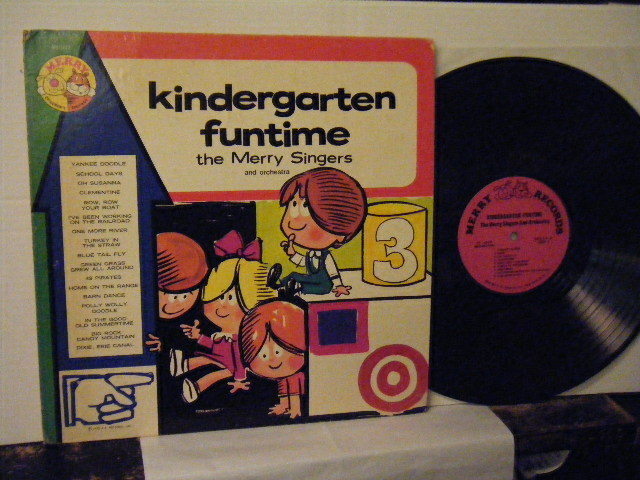 MERRY
kindergarten
funtime
the Merry Singers
and orchestra
YANKEE DOODLE
SCHOOL DAYS
OH SUSANNA
CLEMENTINE
ROW, ROW
YOUR BOAT
I'VE BEEN WORKING
ON THE RAILROAD
ONE MORE RIVER
TURKEY IN
THE STRAW
BLUE TAIL FLY
GREEN GRASS
GREW ALL AROUND
PIRATES
HOME ON THE RANGE
BARN DANCE
POLLY WOLLY
DOODLE
IN THE GOOD
OLD SUMMERTIME
BIG ROCK
CANDY MOUNTAIN
DIXIE, ERIE CANAL
3
MERRY RECORDS
KINDERGARTEN FUNTIME
The Merry Singers And Orchestra